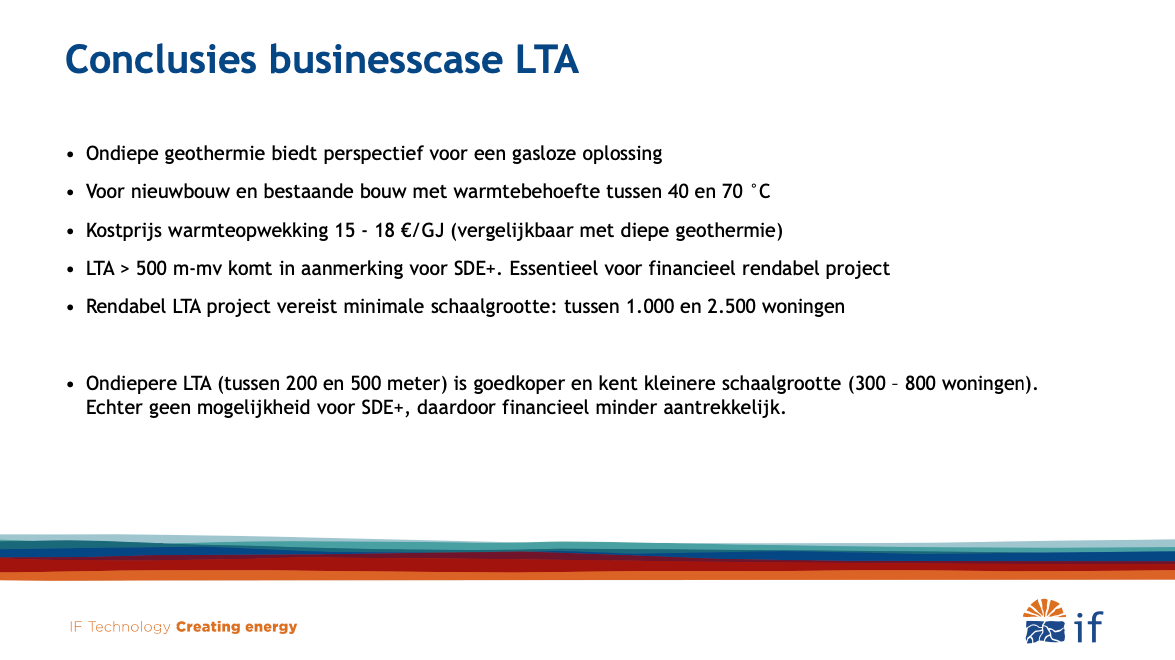 Conclusies businesscase LTA
• Ondiepe geothermie biedt perspectief voor een gasloze oplossing
• Voor nieuwbouw en bestaande bouw met warmtebehoefte tussen 40 en 70 °C
• Kostprijs warmteopwekking 15 - 18 €/GJ (vergelijkbaar met diepe geothermie)
• LTA > 500 m-mv komt in aanmerking voor SDE+. Essentieel voor financieel rendabel project
• Rendabel LTA project vereist minimale schaalgrootte: tussen 1.000 en 2.500 woningen
• Ondiepere LTA (tussen 200 en 500 meter) is goedkoper en kent kleinere schaalgrootte (300 – 800 woningen).
Echter geen mogelijkheid voor SDE+, daardoor financieel minder aantrekkelijk.
IF Technology Creating energy
if